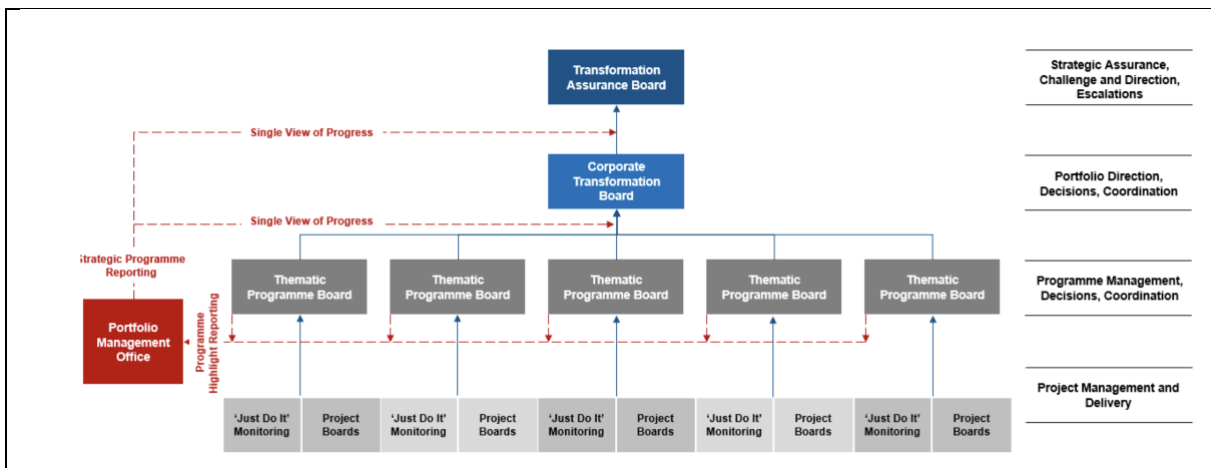 Transformation
Assurance Board
Strategic Assurance,
Challenge and Direction,
Escalations
Single View of Progress
Corporate
Transformation
Board
Portfolio Direction,
Decisions, Coordination
Single View of Progress
Strategic Programme
Reporting
Thematic
Programme Board
Thematic
Programme Board
Thematic
Programme Board
Thematic
Programme Board
Thematic
Programme Board
Programme Management,
Decisions, Coordination
Portfolio
Management
Office
Programme
Highlight Reporting
Project Management and
Delivery
‘Just Do It’
Monitoring
Project
Boards
‘Just Do It’
Monitoring
Project
Boards
‘Just Do It’
Monitoring
Project
Boards
‘Just Do It’
Monitoring
Project
Boards
‘Just Do It’
Monitoring
Project
Boards